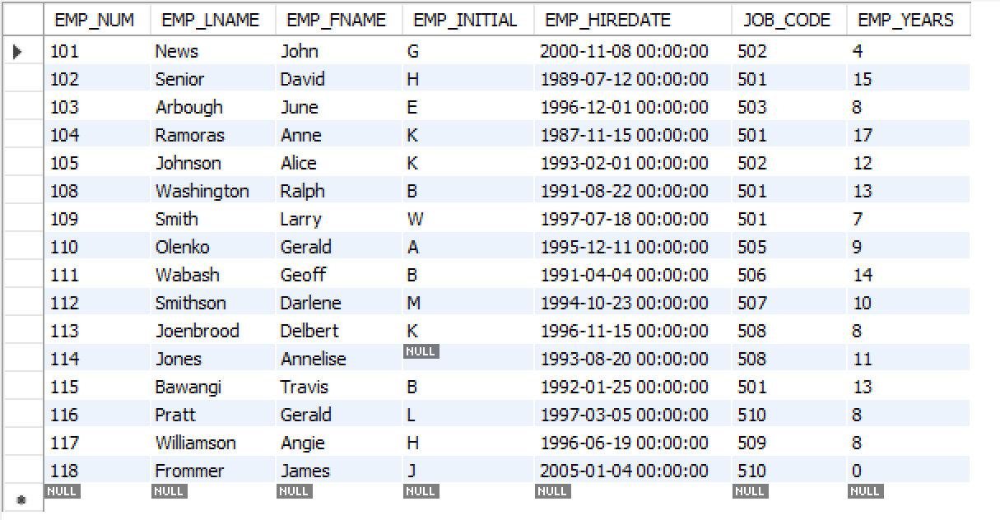 EMP_NUM EMP_LNAME EMP_FNAME EMP_INITIAL EMP_HIREDATE JOB_CODE EMP_YEARS
101 News John G 2000-11-08 00:00:00 502 4
102 Senior David H 1989-07-12 00:00:00 501 15
103 Arbough June E 1996-12-01 00:00:00 503 8
104 Ramoras Anne K 1987-11-15 00:00:00 501 17
105 Johnson Alice K 1993-02-01 00:00:00 502 12
108 Washington Ralph B 1991-08-22 00:00:00 501 13
109 Smith Larry W 1997-07-18 00:00:00 501 7
110 Olenko Gerald A 1995-12-11 00:00:00 505 9
111 Wabash Geoff B 1991-04-04 00:00:00 506 14
112 Smithson Darlene M 1994-10-23 00:00:00 507 10
113 Joenbrood Delbert K 1996-11-15 00:00:00 508 8
114 Jones Annelise NULL 1993-08-20 00:00:00 508 11
115 Bawangi Travis B 1992-01-25 00:00:00 501 13
116 Pratt Gerald L 1997-03-05 00:00:00 510 8
117 Williamson Angie H 1996-06-19 00:00:00 509 8
118 Frommer James J 2005-01-04 00:00:00 510 0
NULL NULL NULL NULL NULL NULL NULL